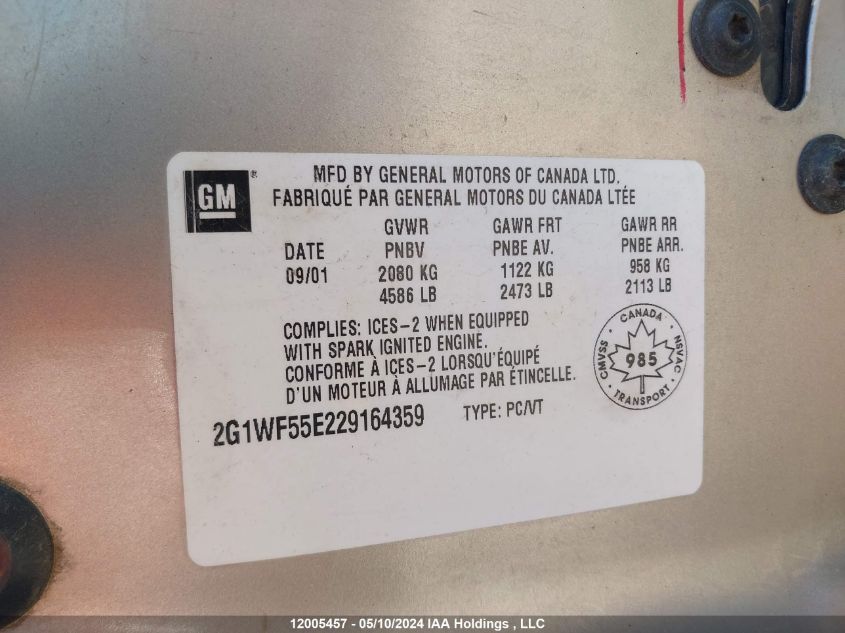 GM ®
MFD BY GENERAL MOTORS OF CANADA LTD.
FABRIQUÉ PAR GENERAL MOTORS DU CANADA LTÉE
GVWR GAWR FRT GAWR RR
DATE PNBV PNBE AV. PNBE ARR.
09/01 2080 KG 1122 KG 958 KG
4586 LB 2473 LB 2113 LB
COMPLIES: ICES-2 WHEN EQUIPPED
WITH SPARK IGNITED ENGINE.
CONFORME À ICES-2 LORSQU'ÉQUIPÉ
D'UN MOTEUR À ALLUMAGE PAR ÉTINCELLE.
CANADA
CMVSS 985 NSVAC
TRANSPORT
2G1WF55E229164359 TYPE: PC/VT
12005457 - 05/10/2024 IAA Holdings , LLC